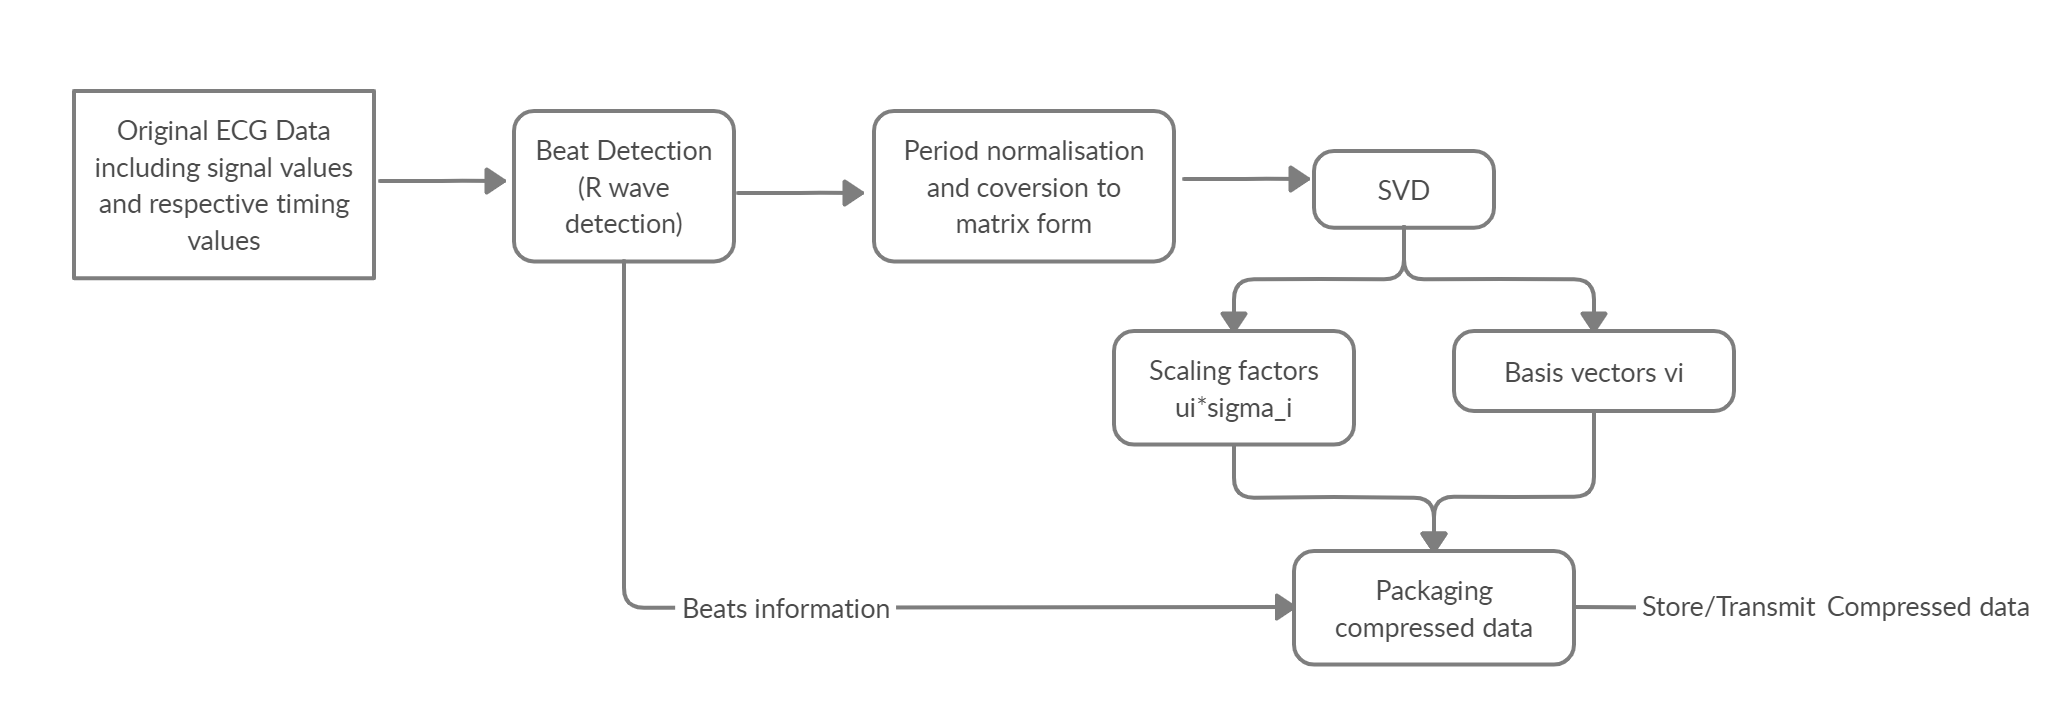 Original ECG Data
including signal values
and respective timing
values
Beat Detection
(R wave
detection)
Period normalisation
and coversion to
matrix form
SVD
Scaling factors
ui*sigma_i
Basis vectors vi
Beats information
Packaging
compressed data
Store/Transmit Compressed data